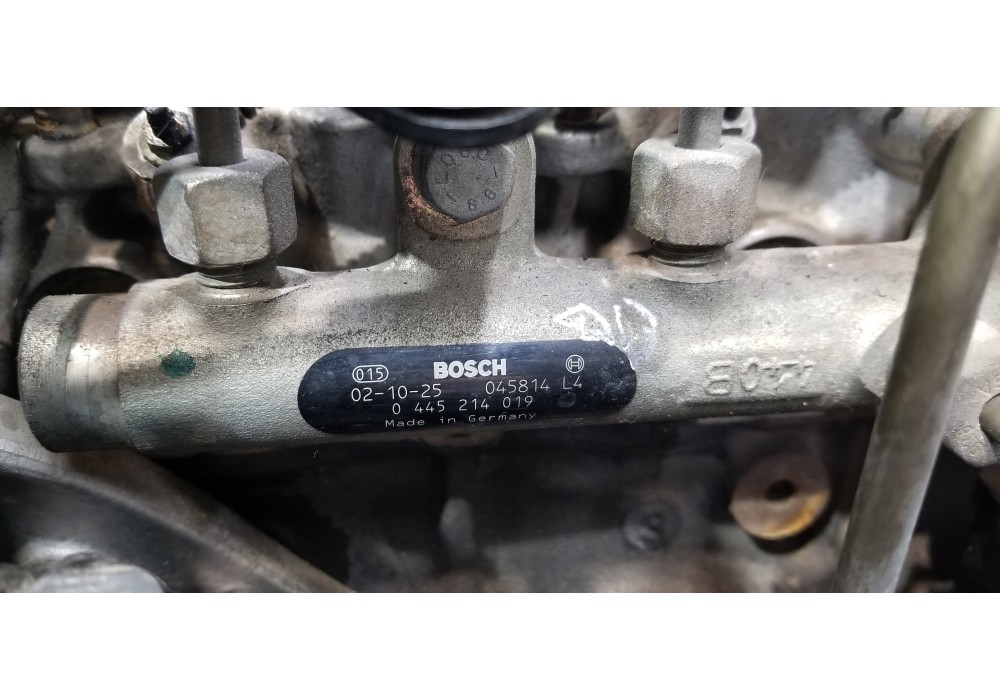 BOSCH
015
02-10-25 045814 L4
0 445 214 019
Made in Germany